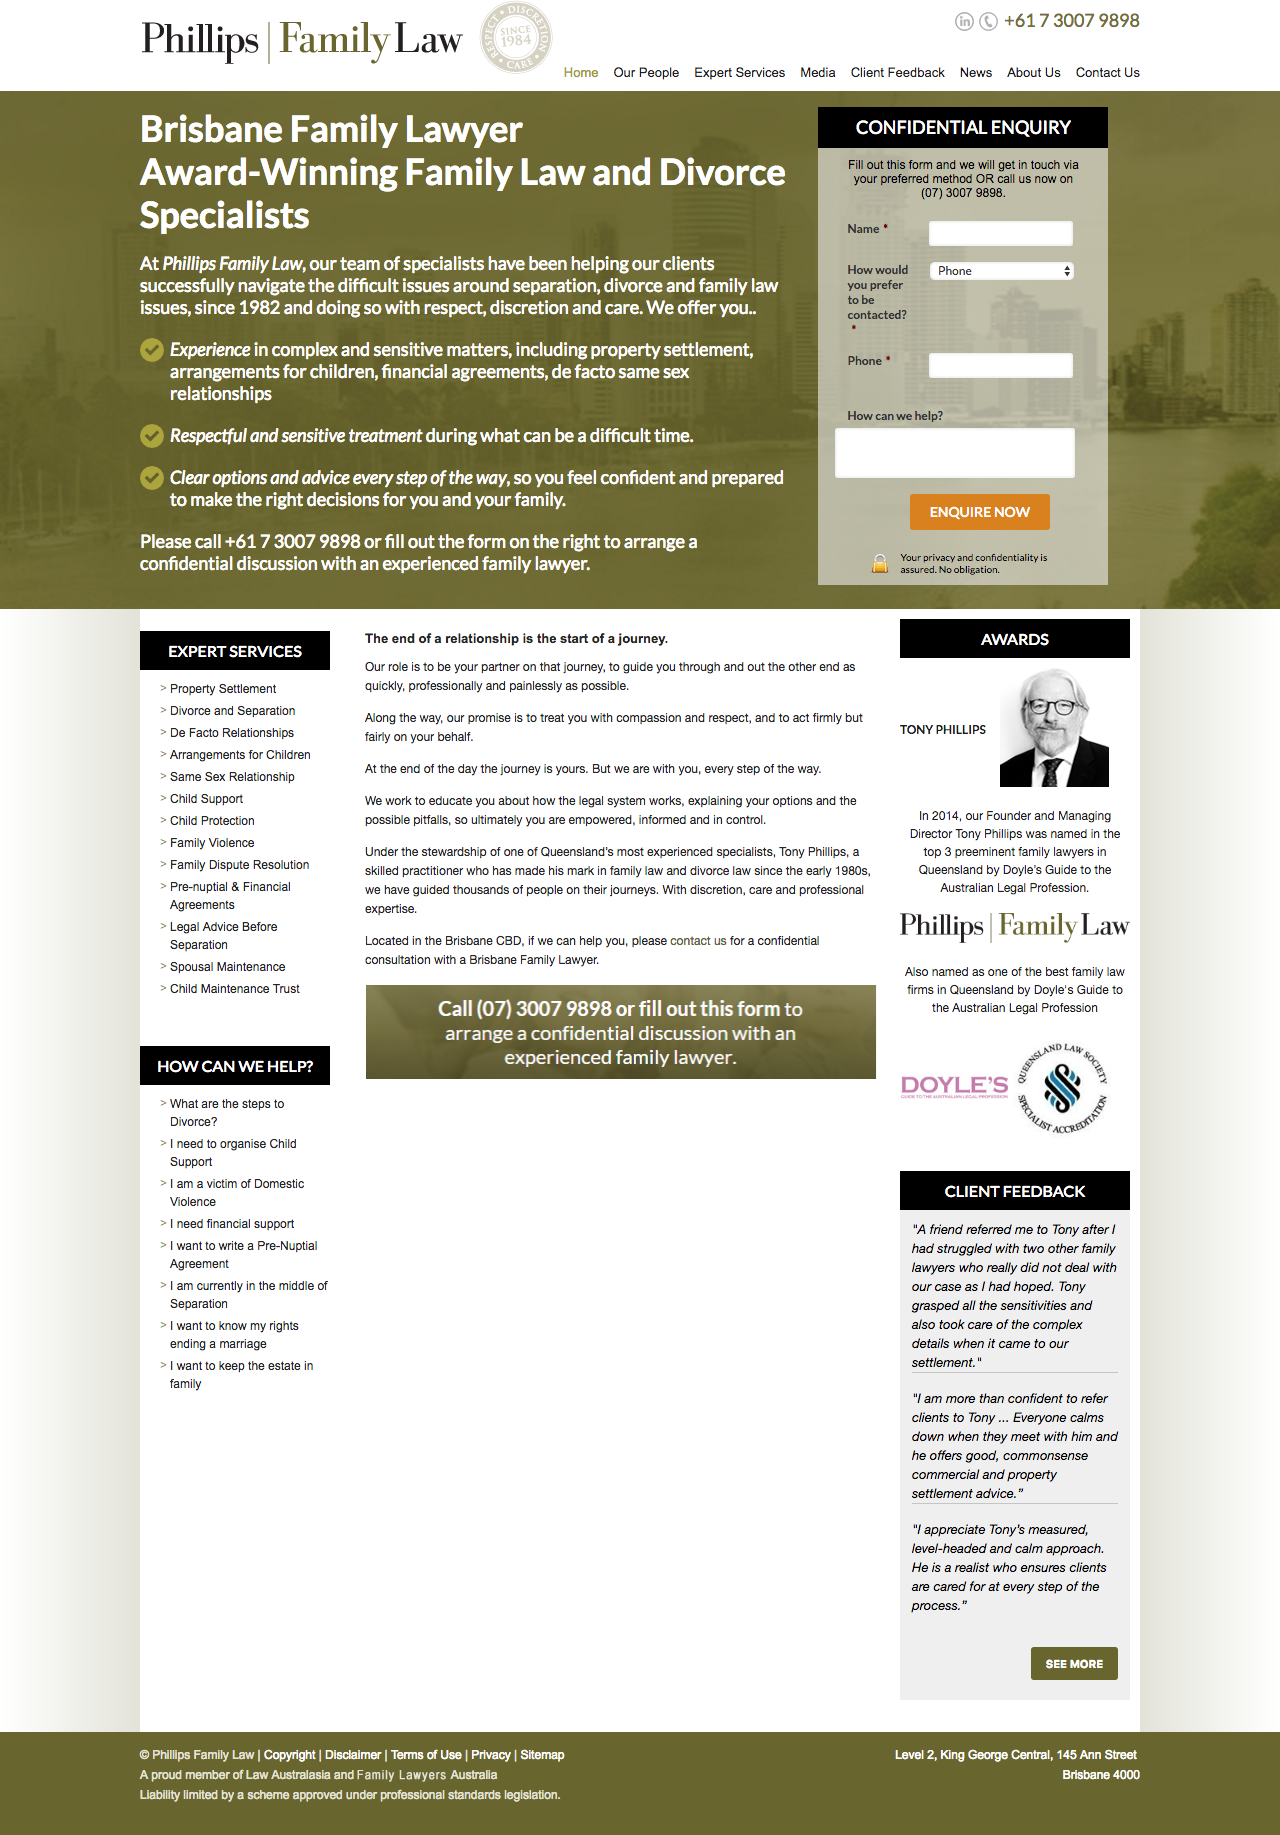 Phillips | Family Law
RESPECT · DISCRETION · CARE
SINCE
1984
in +61 7 3007 9898
Home Our People Expert Services Media Client Feedback News About Us Contact Us
Brisbane Family Lawyer
Award-Winning Family Law and Divorce
Specialists
At Phillips Family Law, our team of specialists have been helping our clients
successfully navigate the difficult issues around separation, divorce and family law
issues, since 1982 and doing so with respect, discretion and care. We offer you..
Experience in complex and sensitive matters, including property settlement,
arrangements for children, financial agreements, de facto same sex
relationships
Respectful and sensitive treatment during what can be a difficult time.
Clear options and advice every step of the way, so you feel confident and prepared
to make the right decisions for you and your family.
Please call +61 7 3007 9898 or fill out the form on the right to arrange a
confidential discussion with an experienced family lawyer.
CONFIDENTIAL ENQUIRY
Fill out this form and we will get in touch via
your preferred method OR call us now on
(07) 3007 9898.
Name *
How would
you prefer
to be
contacted?
*
Phone
Phone *
How can we help?
ENQUIRE NOW
Your privacy and confidentiality is
assured. No obligation.
EXPERT SERVICES
> Property Settlement
> Divorce and Separation
> De Facto Relationships
> Arrangements for Children
> Same Sex Relationship
> Child Support
> Child Protection
> Family Violence
> Family Dispute Resolution
> Pre-nuptial & Financial
Agreements
> Legal Advice Before
Separation
> Spousal Maintenance
> Child Maintenance Trust
HOW CAN WE HELP?
> What are the steps to
Divorce?
> I need to organise Child
Support
> I am a victim of Domestic
Violence
> I need financial support
> I want to write a Pre-Nuptial
Agreement
> I am currently in the middle of
Separation
> I want to know my rights
ending a marriage
> I want to keep the estate in
family
The end of a relationship is the start of a journey.
Our role is to be your partner on that journey, to guide you through and out the other end as
quickly, professionally and painlessly as possible.
Along the way, our promise is to treat you with compassion and respect, and to act firmly but
fairly on your behalf.
At the end of the day the journey is yours. But we are with you, every step of the way.
We work to educate you about how the legal system works, explaining your options and the
possible pitfalls, so ultimately you are empowered, informed and in control.
Under the stewardship of one of Queensland’s most experienced specialists, Tony Phillips, a
skilled practitioner who has made his mark in family law and divorce law since the early 1980s,
we have guided thousands of people on their journeys. With discretion, care and professional
expertise.
Located in the Brisbane CBD, if we can help you, please contact us for a confidential
consultation with a Brisbane Family Lawyer.
Call (07) 3007 9898 or fill out this form to
arrange a confidential discussion with an
experienced family lawyer.
AWARDS
TONY PHILLIPS
In 2014, our Founder and Managing
Director Tony Phillips was named in the
top 3 preeminent family lawyers in
Queensland by Doyle’s Guide to the
Australian Legal Profession.
Phillips | Family Law
Also named as one of the best family law
firms in Queensland by Doyle's Guide to
the Australian Legal Profession
DOYLE'S
GUIDE TO THE AUSTRALIAN LEGAL PROFESSION
QUEENSLAND LAW SOCIETY
SPECIALIST ACCREDITATION
CLIENT FEEDBACK
"A friend referred me to Tony after I
had struggled with two other family
lawyers who really did not deal with
our case as I had hoped. Tony
grasped all the sensitivities and
also took care of the complex
details when it came to our
settlement."
"I am more than confident to refer
clients to Tony ... Everyone calms
down when they meet with him and
he offers good, commonsense
commercial and property
settlement advice.”
"I appreciate Tony’s measured,
level-headed and calm approach.
He is a realist who ensures clients
are cared for at every step of the
process.”
SEE MORE
© Phillips Family Law | Copyright | Disclaimer | Terms of Use | Privacy | Sitemap
A proud member of Law Australasia and Family Lawyers Australia
Liability limited by a scheme approved under professional standards legislation.
Level 2, King George Central, 145 Ann Street
Brisbane 4000